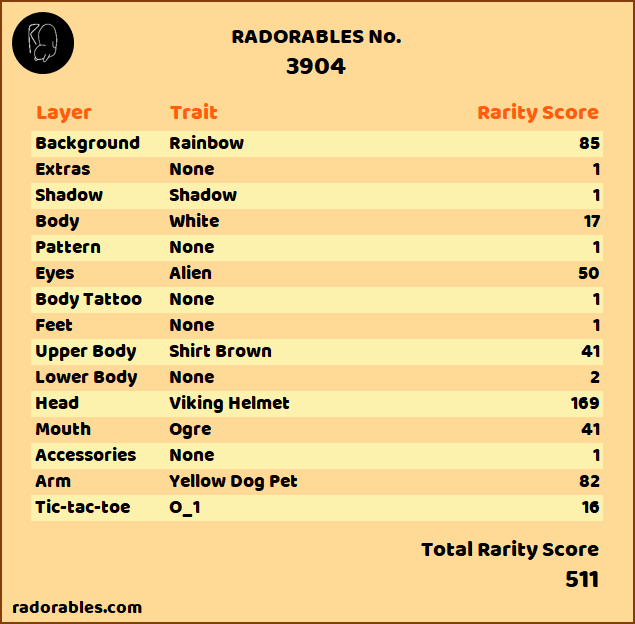 RADORABLES No.
3904
Layer Trait Rarity Score
Background Rainbow 85
Extras None 1
Shadow Shadow 1
Body White 17
Pattern None 1
Eyes Alien 50
Body Tattoo None 1
Feet None 1
Upper Body Shirt Brown 41
Lower Body None 2
Head Viking Helmet 169
Mouth Ogre 41
Accessories None 1
Arm Yellow Dog Pet 82
Tic-tac-toe O_1 16
Total Rarity Score
511
radorables.com